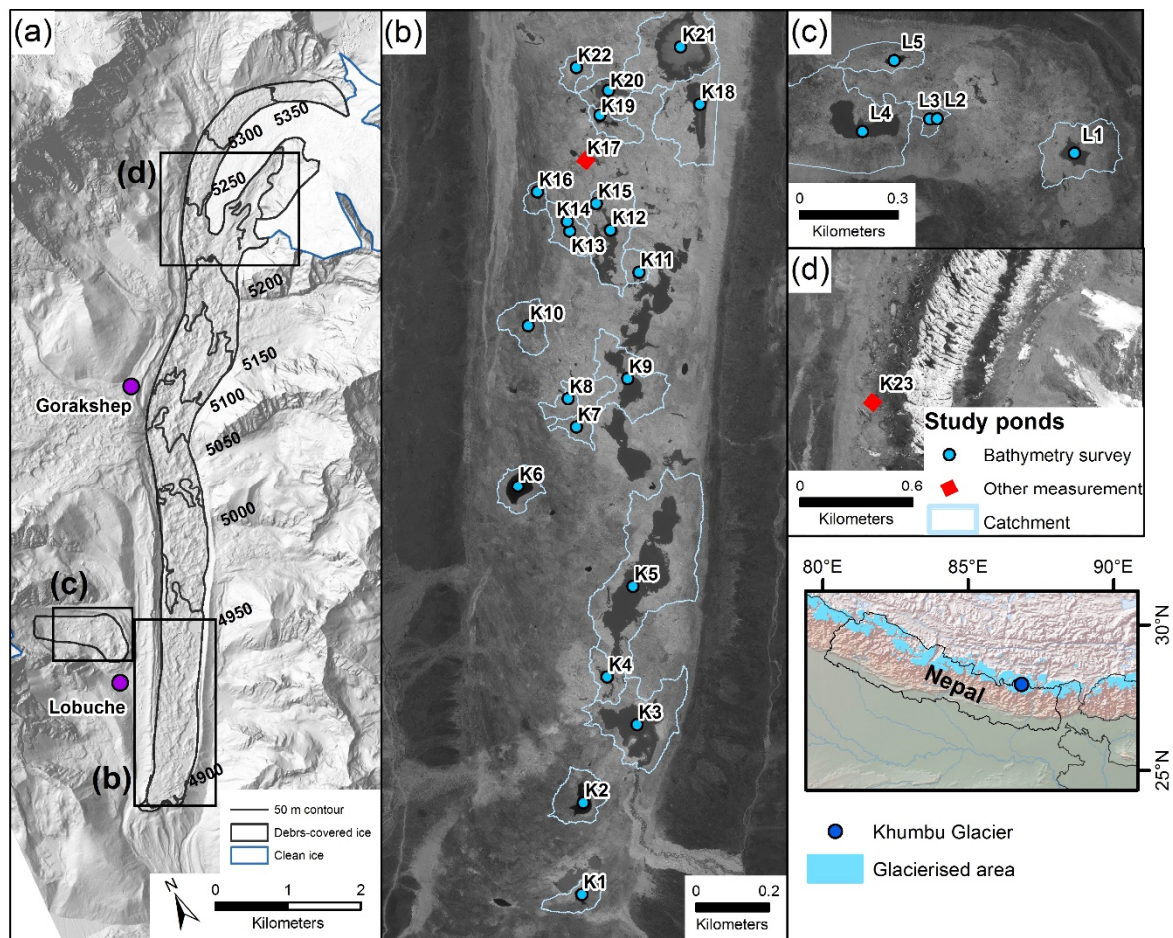 (a)
5350
5300
(d)
5250
5200
5150
Gorakshep
5100
5050
5000
(c)
4950
Lobuche
(b)
4900
50 m contour
Debrs-covered ice
Clean ice
N
0 1 2
Kilometers
(b)
K21
K22
K20
K18
K19
K17
K16
K15
K14
K12
K13
K11
K10
K9
K8
K7
K6
K5
K4
K3
K2
K1
0 0.2
Kilometers
(c)
L5
L3 L2
L4
L1
0 0.3
Kilometers
(d)
K23
Study ponds
Bathymetry survey
Other measurement
Catchment
0 0.6
Kilometers
80°E 85°E 90°E
30°N
Nepal
25°N
Khumbu Glacier
Glacierised area